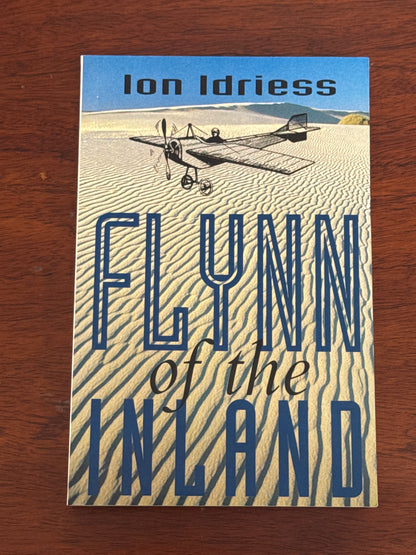 Ion Idriess
FLYNN
of the
INLAND